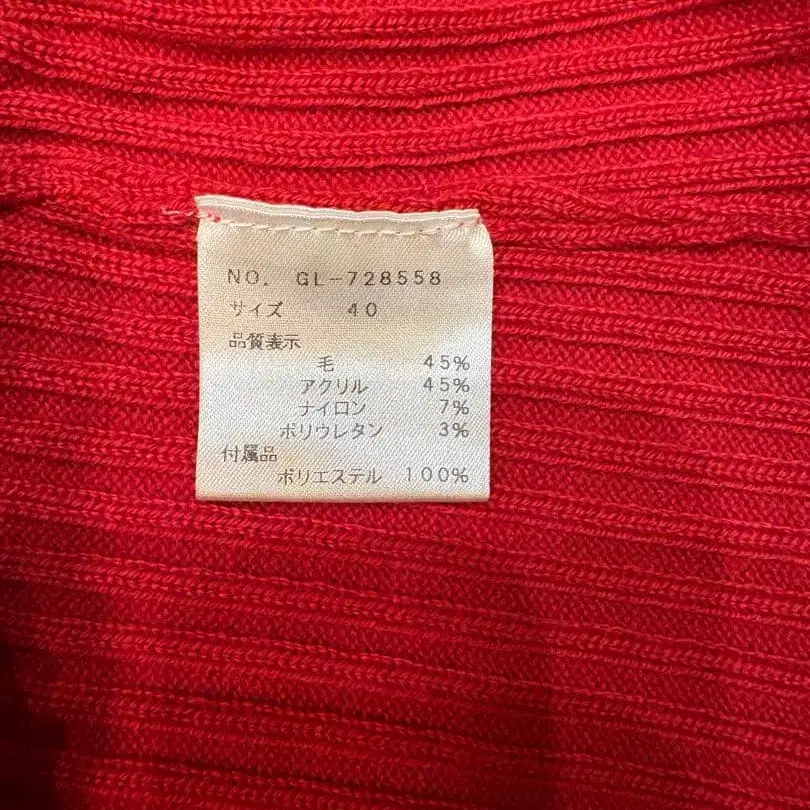 NO. GL-728558
サイズ 40
品質表示
毛 45%
アクリル 45%
ナイロン 7%
ポリウレタン 3%
付属品
ポリエステル 100%